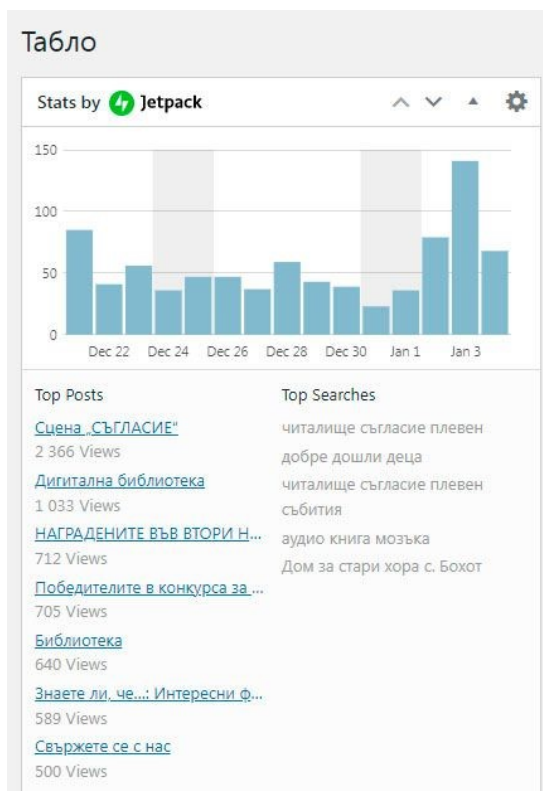 Табло
Stats by Jetpack
150
100
50
0
Dec 22 Dec 24 Dec 26 Dec 28 Dec 30 Jan 1 Jan 3
Top Posts
Сцена „СЪГЛАСИЕ“
2 366 Views
Дигитална библиотека
1 033 Views
НАГРАДЕНИТЕ ВЪВ ВТОРИ Н...
712 Views
Победителите в конкурса за ...
705 Views
Библиотека
640 Views
Знаете ли, че...: Интересни ф...
589 Views
Свържете се с нас
500 Views
Top Searches
читалище съгласие плевен
добре дошли деца
читалище съгласие плевен
събития
аудио книга мозъка
Дом за стари хора с. Бохот